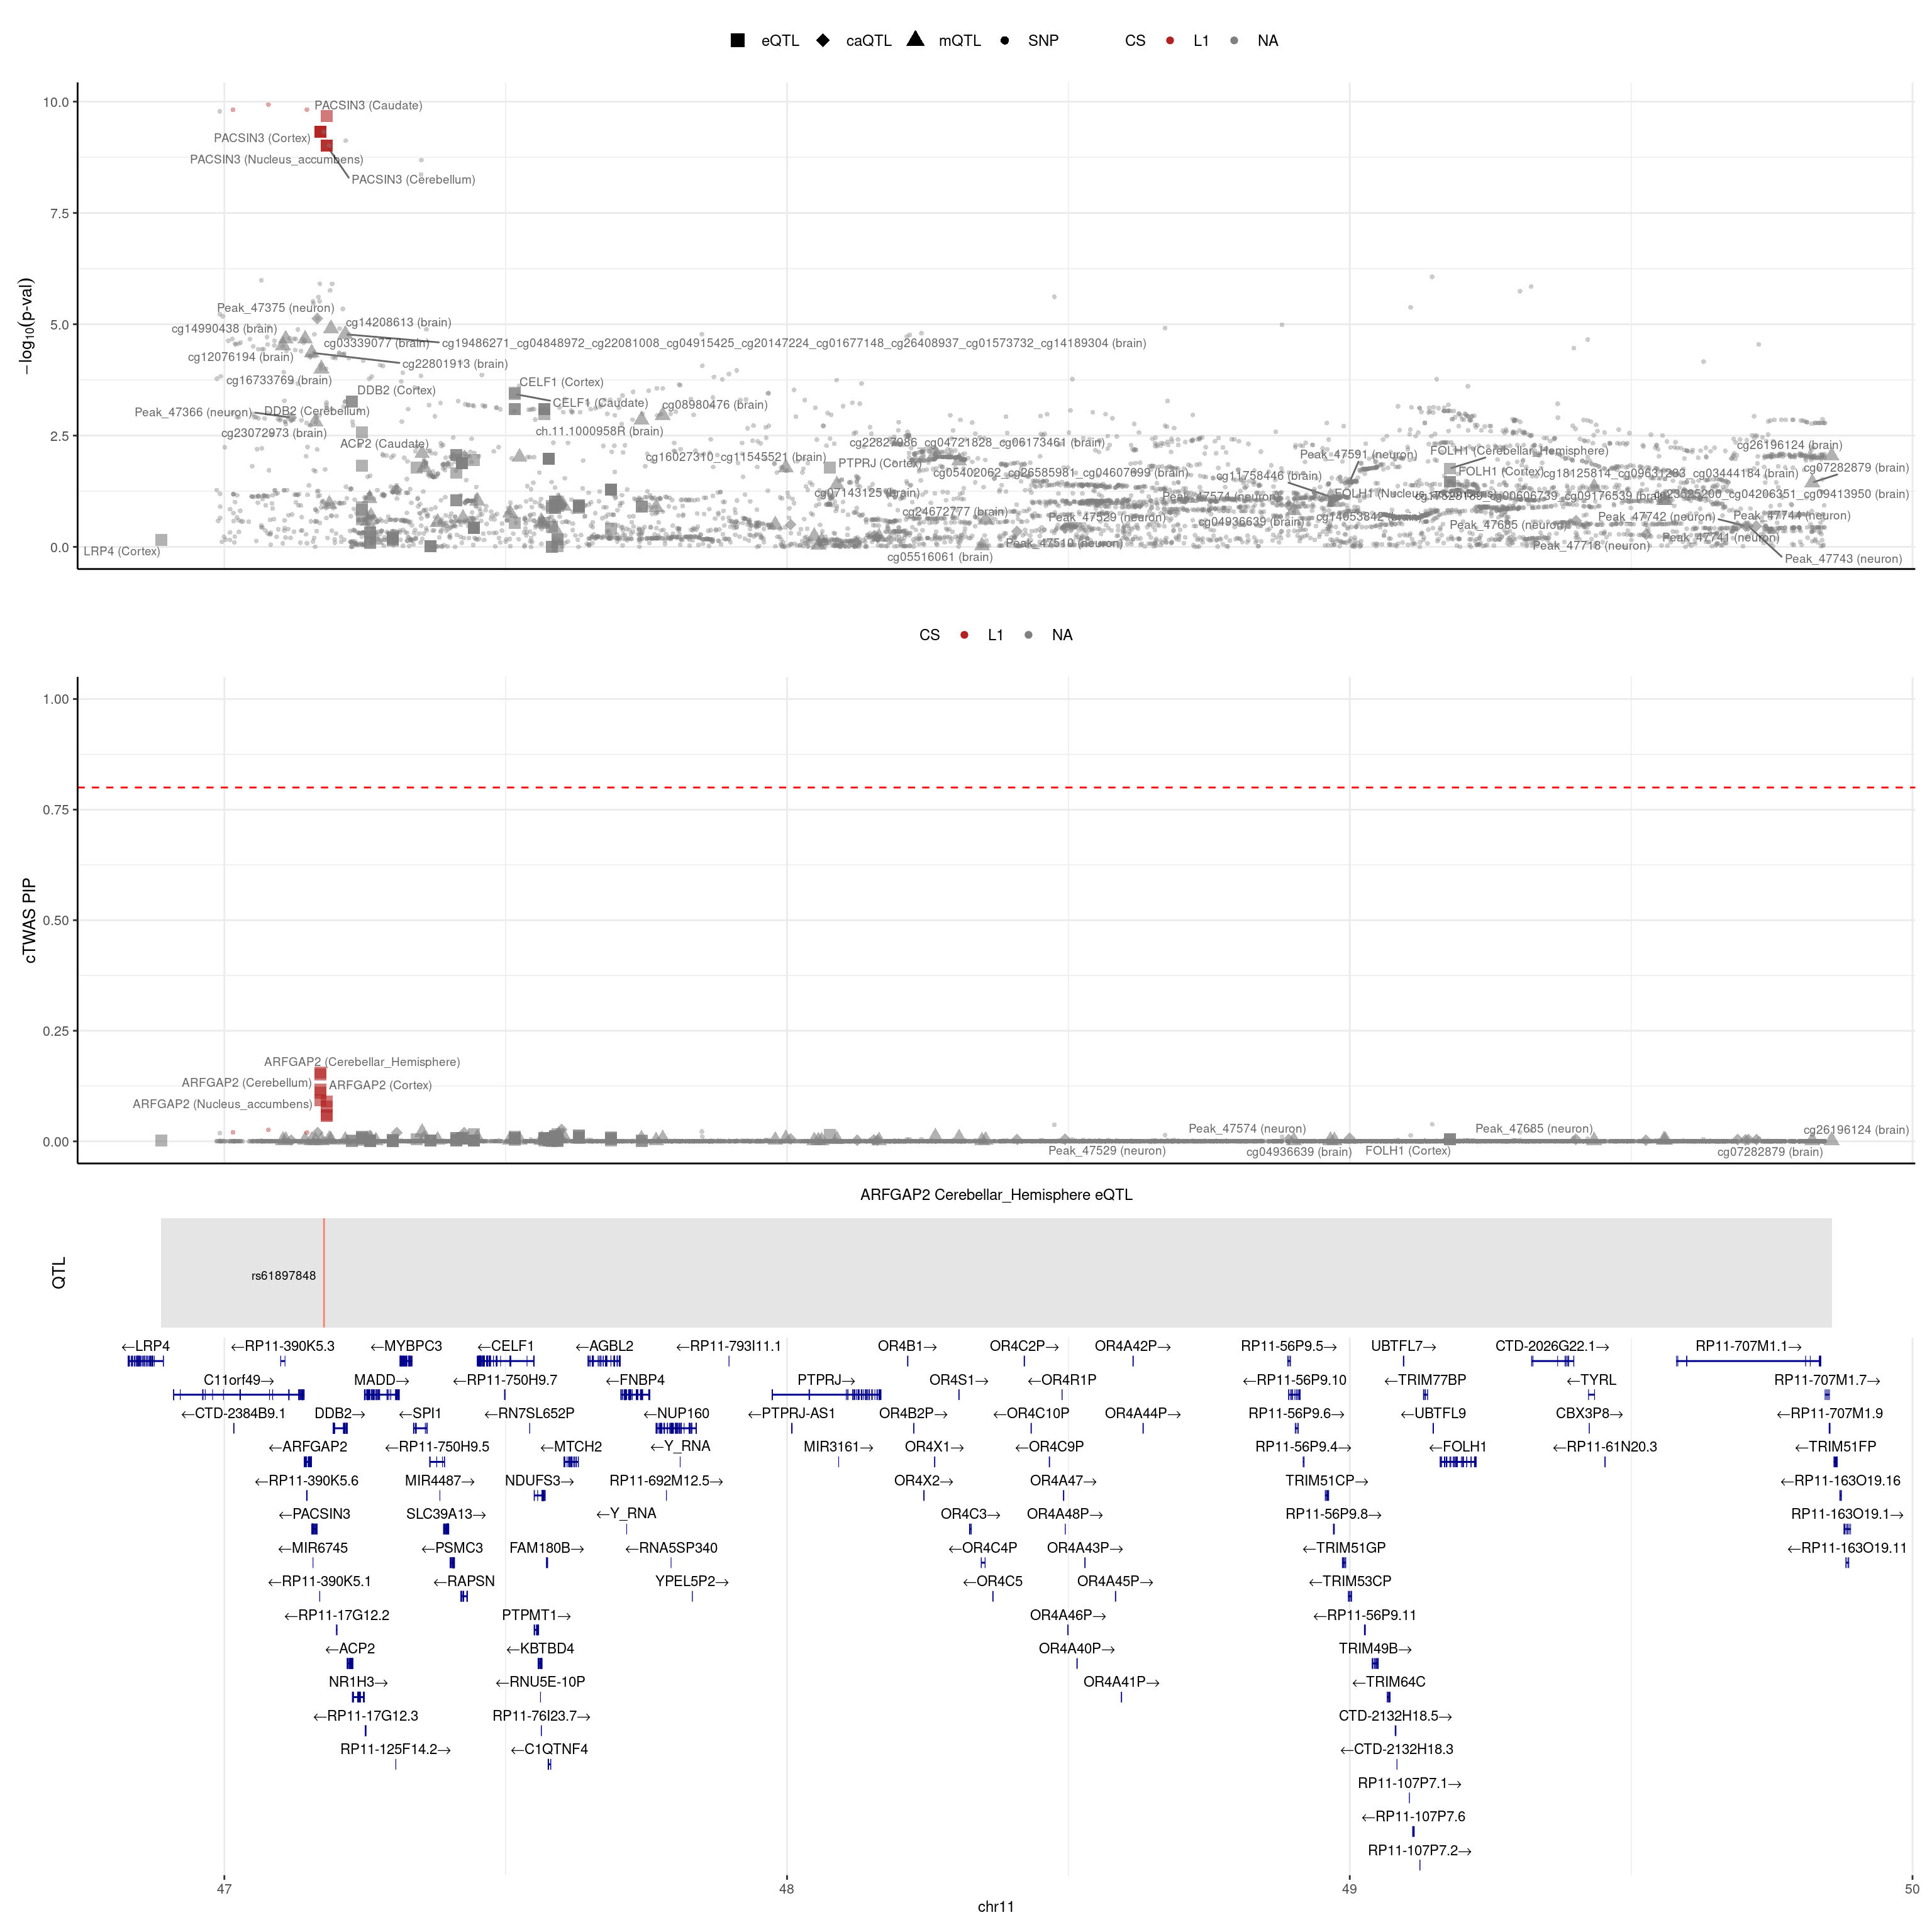 eQTL caQTL mQTL SNP CS L1 NA
10.0
PACSIN3 (Caudate)
PACSIN3 (Cortex)
PACSIN3 (Nucleus_accumbens)
PACSIN3 (Cerebellum)
7.5
−log10(p-val)
Peak_47375 (neuron)
5.0
cg14990438 (brain) cg14208613 (brain)
cg03339077 (brain) cg19486271_cg04848972_cg22081008_cg04915425_cg20147224_cg01677148_cg26408937_cg01573732_cg14189304 (brain)
cg12076194 (brain) cg22801913 (brain)
cg16733769 (brain) CELF1 (Cortex)
DDB2 (Cortex)
CELF1 (Caudate) cg08980476 (brain)
Peak_47366 (neuron) DDB2 (Cerebellum)
cg23072973 (brain) ch.11.1000958R (brain)
2.5
ACP2 (Caudate) cg22827986_cg04721828_cg06173461 (brain) cg26196124 (brain)
Peak_47591 (neuron) FOLH1 (Cerebellar_Hemisphere)
cg16027310_cg11545521 (brain) PTPRJ (Cortex) cg07282879 (brain)
cg05402062_cg26585981_cg04607699 (brain) cg11758446 (brain) FOLH1 (Cortex) cg03444184 (brain)
cg07143125 (brain) Peak_47574 (neuron)
cg24672777 (brain) Peak_47529 (neuron) cg04936639 (brain) cg14053842 (brain) Peak_47685 (neuron) Peak_47742 (neuron) Peak_47744 (neuron)
0.0
LRP4 (Cortex) cg05516061 (brain) Peak_47510 (neuron) Peak_47718 (neuron) Peak_47741 (neuron) Peak_47743 (neuron)
CS L1 NA
1.00
0.75
0.50
cTWAS PIP
0.25
ARFGAP2 (Cerebellar_Hemisphere)
ARFGAP2 (Cerebellum) ARFGAP2 (Cortex)
ARFGAP2 (Nucleus_accumbens)
0.00
Peak_47574 (neuron) Peak_47685 (neuron) cg26196124 (brain)
Peak_47529 (neuron) cg04936639 (brain) FOLH1 (Cortex) cg07282879 (brain)
ARFGAP2 Cerebellar_Hemisphere eQTL
QTL
rs61897848
←LRP4 ←RP11-390K5.3 ←MYBPC3 ←CELF1 ←AGBL2 ←RP11-793I11.1 OR4B1→ OR4C2P→ OR4A42P→ RP11-56P9.5→ UBTFL7→ CTD-2026G22.1→ RP11-707M1.1→
C11orf49→ MADD→ ←RP11-750H9.7 ←FNBP4 PTPRJ→ OR4S1→ ←OR4R1P ←RP11-56P9.10 ←TRIM77BP ←TYRL RP11-707M1.7→
←CTD-2384B9.1 DDB2→ ←SPI1 ←RN7SL652P ←NUP160 ←PTPRJ-AS1 OR4B2P→ ←OR4C10P OR4A44P→ RP11-56P9.6→ ←UBTFL9 CBX3P8→ ←RP11-707M1.9
←ARFGAP2 ←RP11-750H9.5 ←MTCH2 ←Y_RNA MIR3161→ OR4X1→ ←OR4C9P RP11-56P9.4→ ←FOLH1 ←RP11-61N20.3 ←TRIM51FP
←RP11-390K5.6 MIR4487→ NDUFS3→ RP11-692M12.5→ OR4X2→ OR4A47→ TRIM51CP→ ←RP11-163O19.16
←PACSIN3 SLC39A13→ ←Y_RNA OR4C3→ OR4A48P→ RP11-56P9.8→ RP11-163O19.1→
←MIR6745 ←PSMC3 FAM180B→ ←RNA5SP340 ←OR4C4P OR4A43P→ ←TRIM51GP ←RP11-163O19.11
←RP11-390K5.1 ←RAPSN YPEL5P2→ ←OR4C5 OR4A45P→ ←TRIM53CP
←RP11-17G12.2 PTPMT1→ OR4A46P→ ←RP11-56P9.11
←ACP2 ←KBTBD4 OR4A40P→ TRIM49B→
NR1H3→ ←RNU5E-10P OR4A41P→ ←TRIM64C
←RP11-17G12.3 RP11-76I23.7→ CTD-2132H18.5→
RP11-125F14.2→ ←C1QTNF4 ←CTD-2132H18.3
RP11-107P7.1→
←RP11-107P7.6
RP11-107P7.2→
47 48 49 50
chr11